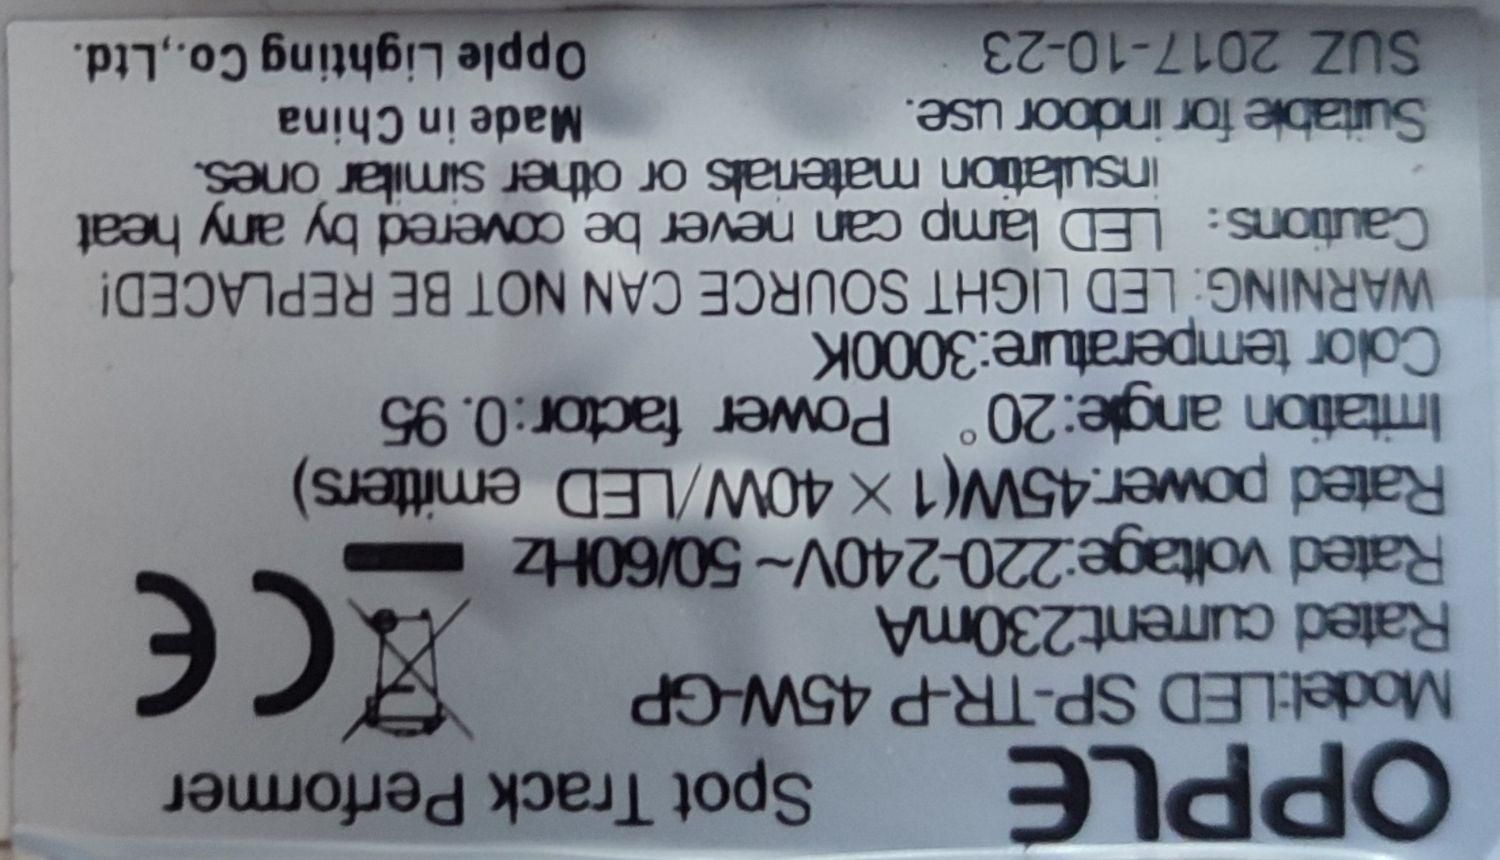 OPPLE Spot Track Performer
Model:LED SP-TR-P 45W-GP
Rated current:230mA
Rated voltage:220-240V~50/60Hz
Rated power:45W(1×40W/LED emitters)
Irritation angle:20° Power factor:0.95
Color temperature:3000K
WARNING: LED LIGHT SOURCE CAN NOT BE REPLACED!
Cautions: LED lamp can never be covered by any heat
insulation materials or other similar ones.
Suitable for indoor use. Made in China
SUZ 2017-10-23 Opple Lighting Co.,Ltd.
CE